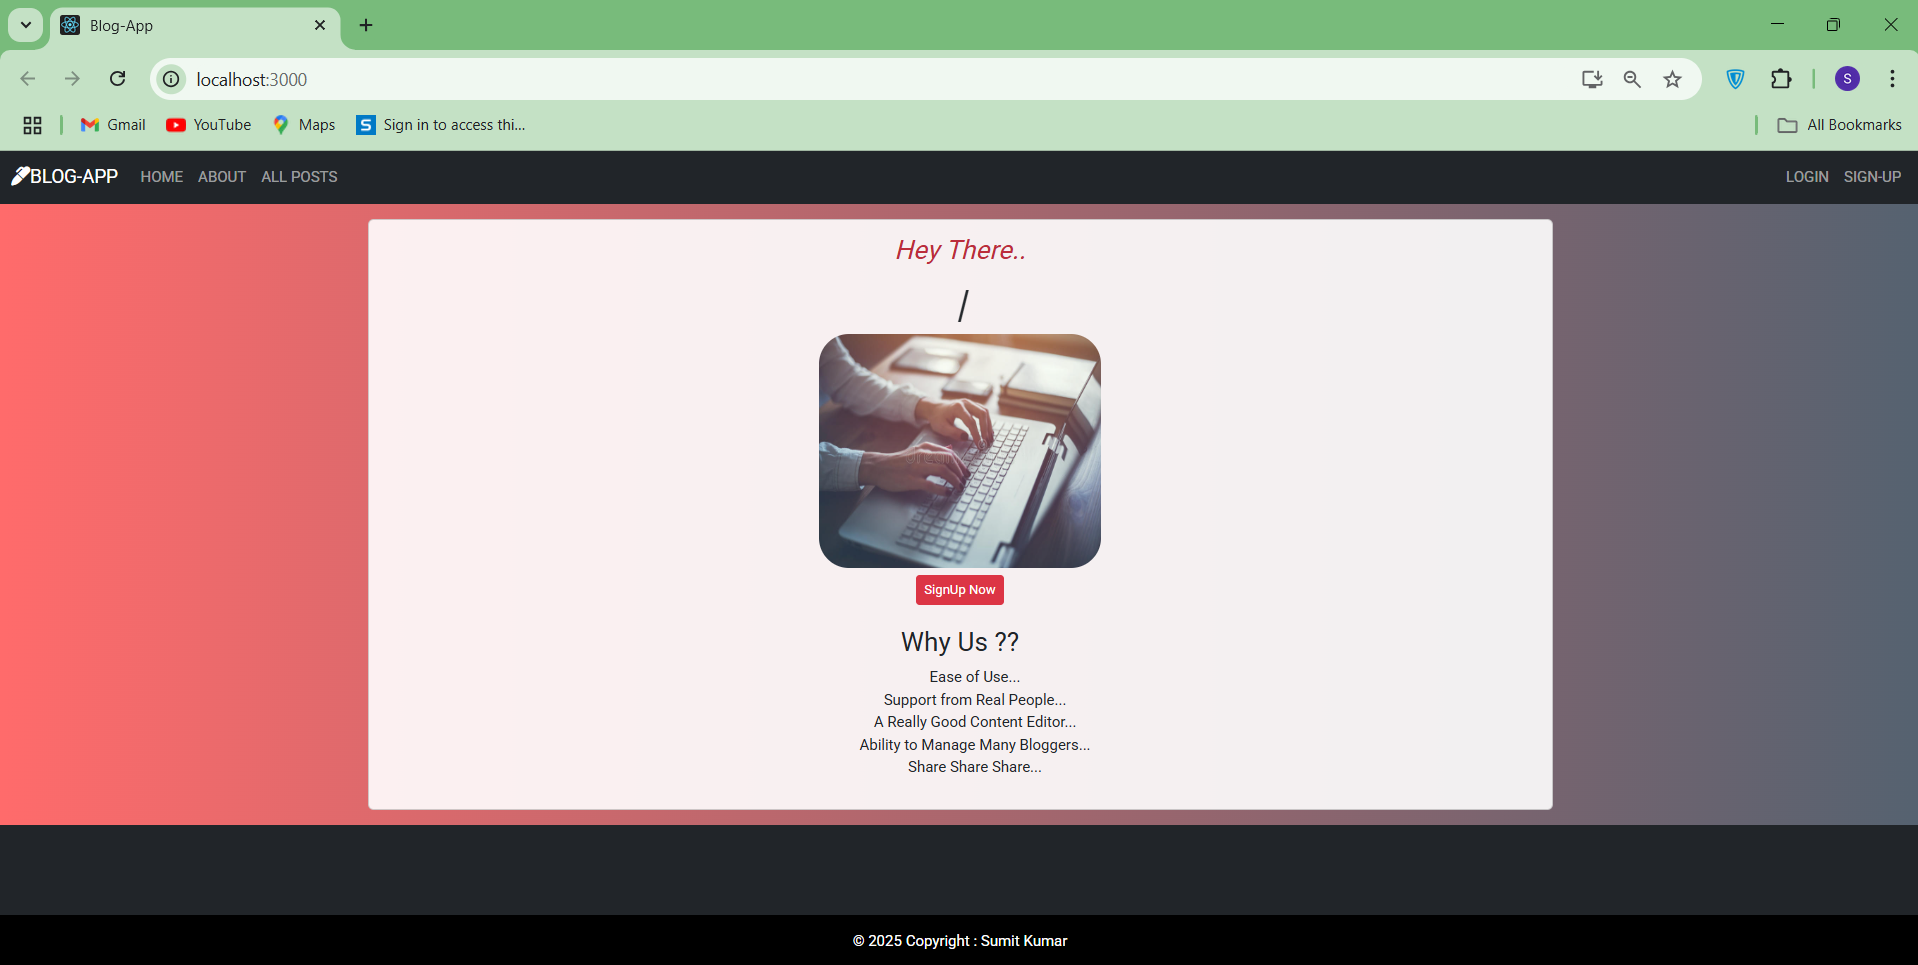 Blog-App
localhost:3000
Gmail YouTube Maps Sign in to access thi... All Bookmarks
S
BLOG-APP HOME ABOUT ALL POSTS LOGIN SIGN-UP
Hey There..
/
SignUp Now
Why Us ??
Ease of Use...
Support from Real People...
A Really Good Content Editor...
Ability to Manage Many Bloggers...
Share Share Share...
© 2025 Copyright : Sumit Kumar